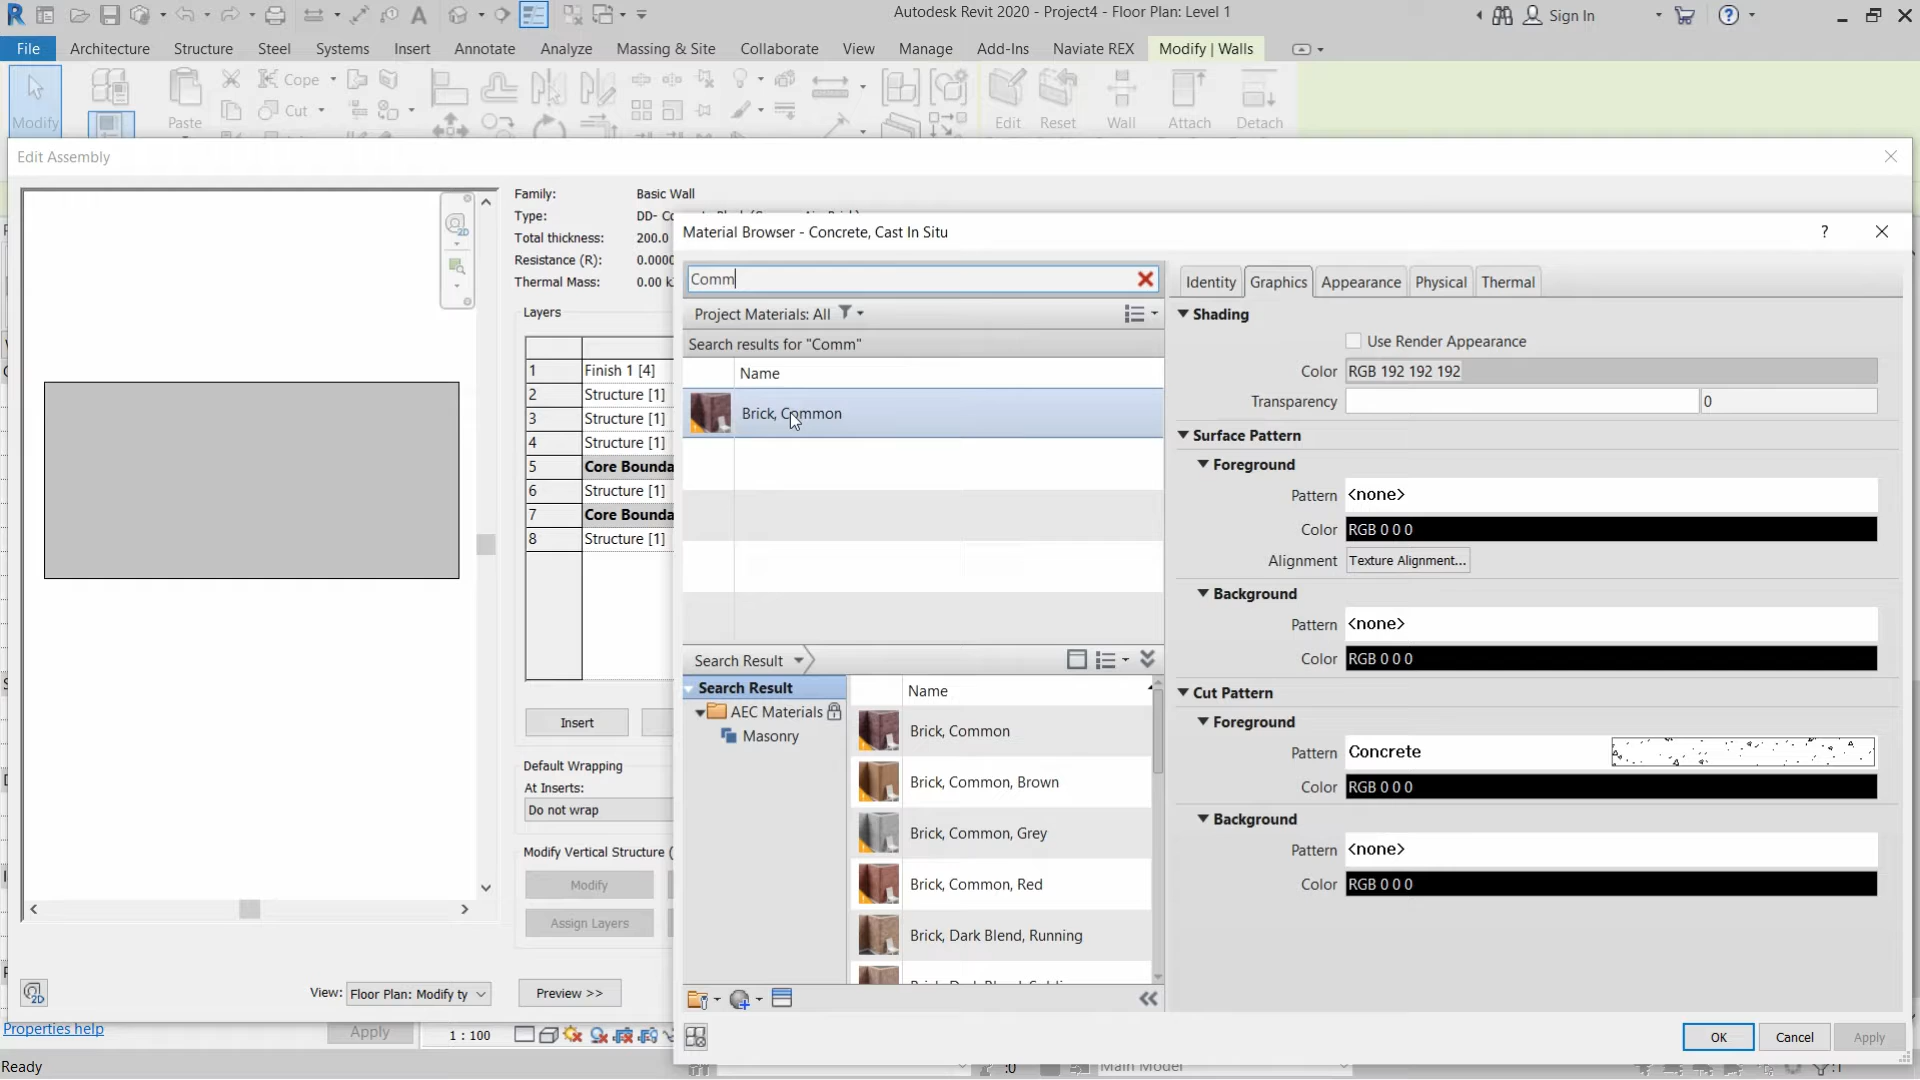 Autodesk Revit 2020 - Project4 - Floor Plan: Level 1
Sign In
File Architecture Structure Steel Systems Insert Annotate Analyze Massing & Site Collaborate View Manage Add-Ins Naviate REX Modify | Walls
Cope
Cut
Modify Paste Edit Reset Wall Attach Detach
Edit Assembly
Family: Basic Wall
Type:
Total thickness: 200.0
Resistance (R): 0.0000
Thermal Mass: 0.00
Layers
1 Finish 1 [4]
2 Structure [1]
3 Structure [1]
4 Structure [1]
5 Core Bounda
6 Structure [1]
7 Core Bounda
8 Structure [1]
Insert
Default Wrapping
At Inserts:
Do not wrap
Modify Vertical Structure (
Modify
Assign Layers
View: Floor Plan: Modify ty
Preview >>
Properties help
Apply
1 : 100
Ready
Material Browser - Concrete, Cast In Situ
Comm
Project Materials: All
Search results for "Comm"
Name
Brick, Common
Search Result
Search Result
AEC Materials
Masonry
Name
Brick, Common
Brick, Common, Brown
Brick, Common, Grey
Brick, Common, Red
Brick, Dark Blend, Running
Identity Graphics Appearance Physical Thermal
Shading
Use Render Appearance
Color RGB 192 192 192
Transparency 0
Surface Pattern
Foreground
Pattern <none>
Color RGB 0 0 0
Alignment Texture Alignment...
Background
Pattern <none>
Color RGB 0 0 0
Cut Pattern
Foreground
Pattern Concrete
Color RGB 0 0 0
Background
Pattern <none>
Color RGB 0 0 0
OK Cancel Apply
:0 Main Model :1